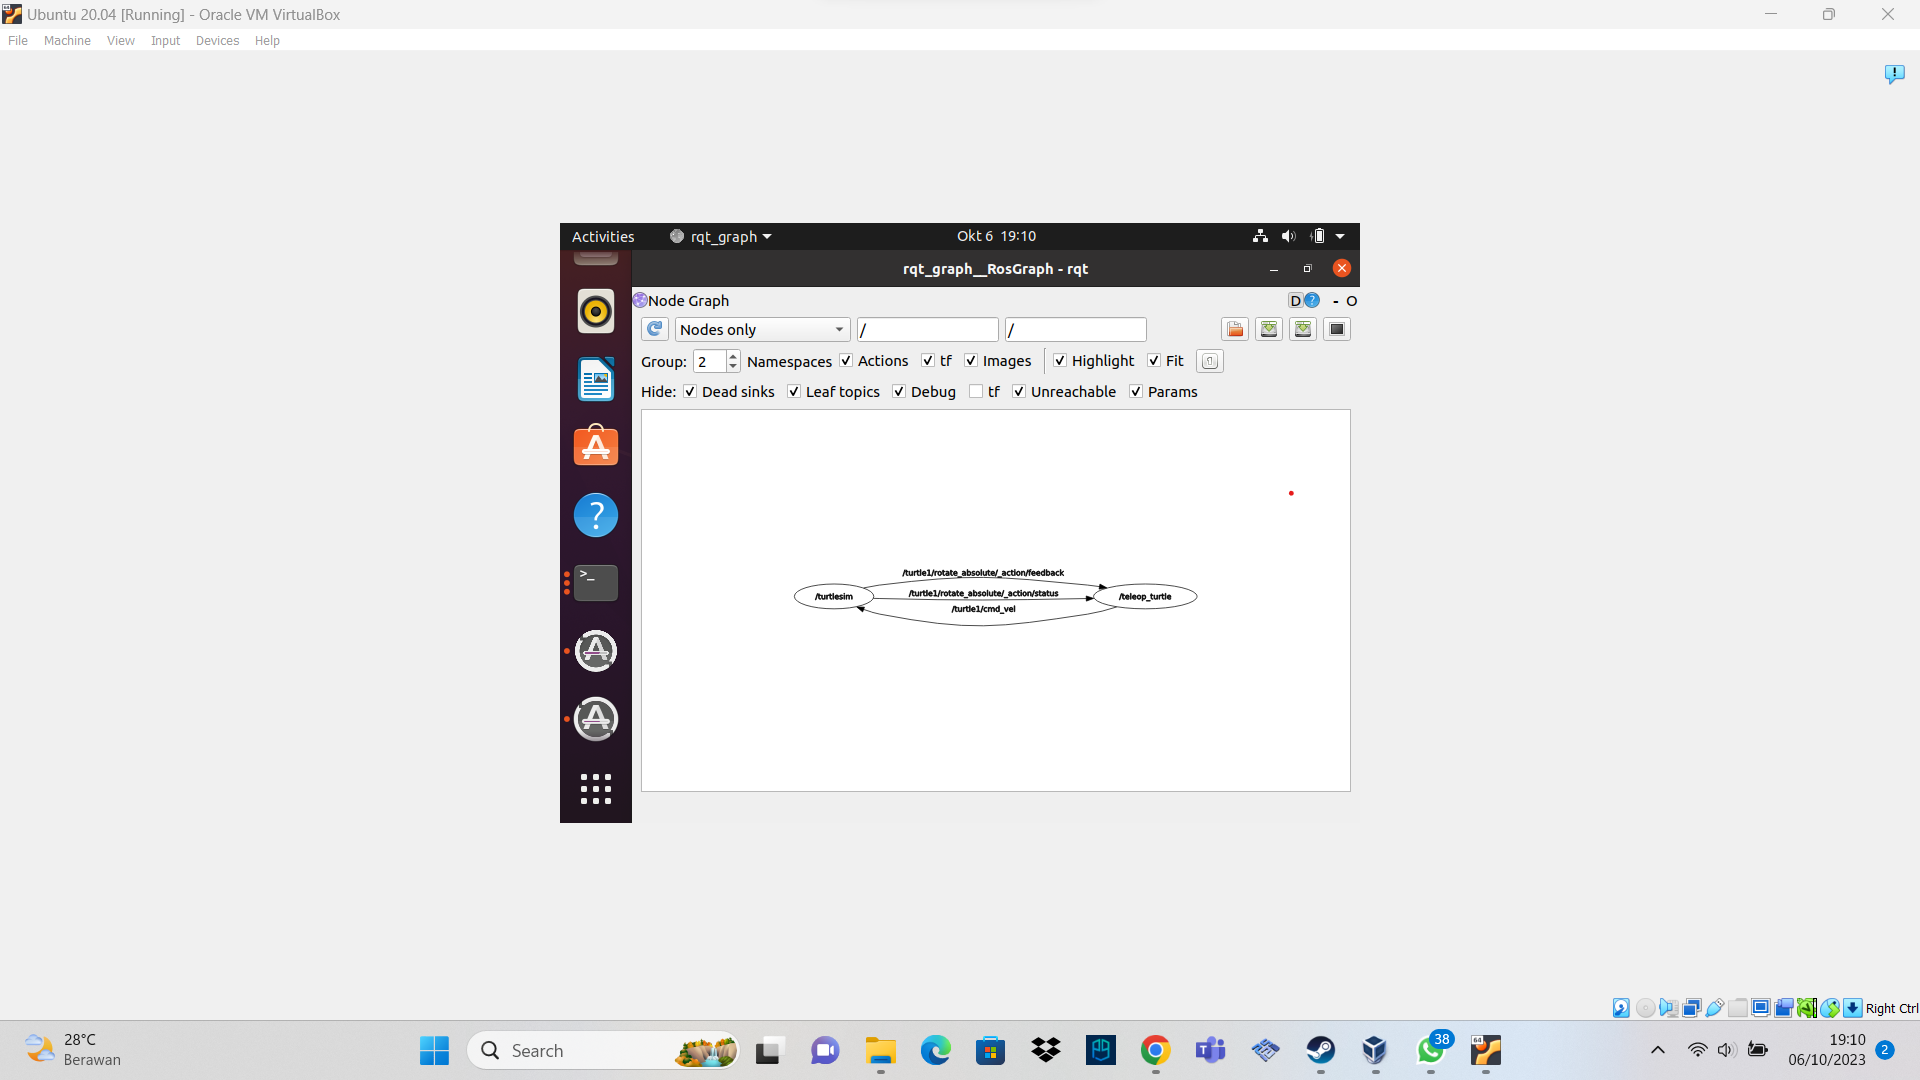 Ubuntu 20.04 [Running] - Oracle VM VirtualBox
File Machine View Input Devices Help
Activities rqt_graph Okt 6 19:10
rqt_graph__RosGraph - rqt
Node Graph D ? - O
Nodes only / /
Group: 2 Namespaces Actions tf Images Highlight Fit
Hide: Dead sinks Leaf topics Debug tf Unreachable Params
/turtle1/rotate_absolute/_action/feedback
/turtlesim /turtle1/rotate_absolute/_action/status /teleop_turtle
/turtle1/cmd_vel
Right Ctrl
28°C
Berawan
Search
38
64
19:10
06/10/2023
2